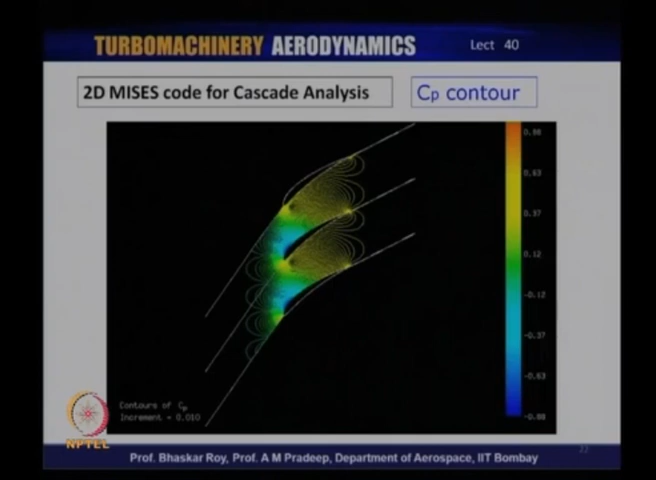 TURBOMACHINERY AERODYNAMICS Lect 40
2D MISES code for Cascade Analysis
Cp contour
0.88
0.63
0.37
0.12
-0.12
-0.37
-0.63
-0.88
Contours of Cp
Increment = 0.010
NPTEL
22
Prof. Bhaskar Roy, Prof. A M Pradeep, Department of Aerospace, IIT Bombay